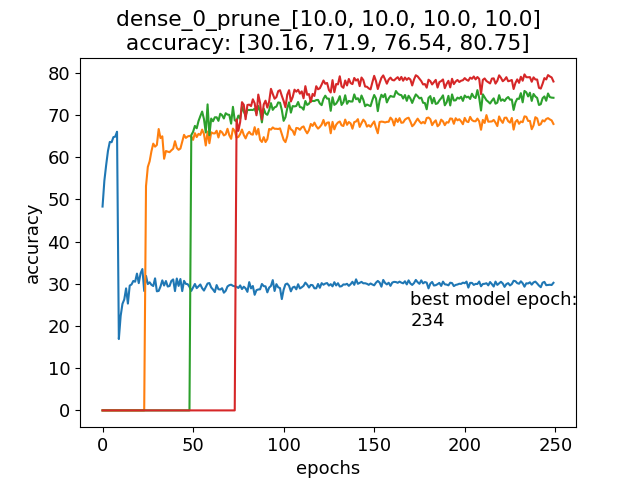 dense_0_prune_[10.0, 10.0, 10.0, 10.0]
accuracy: [30.16, 71.9, 76.54, 80.75]
80
70
60
50
40
30
20
10
0
accuracy
best model epoch:
234
0 50 100 150 200 250
epochs